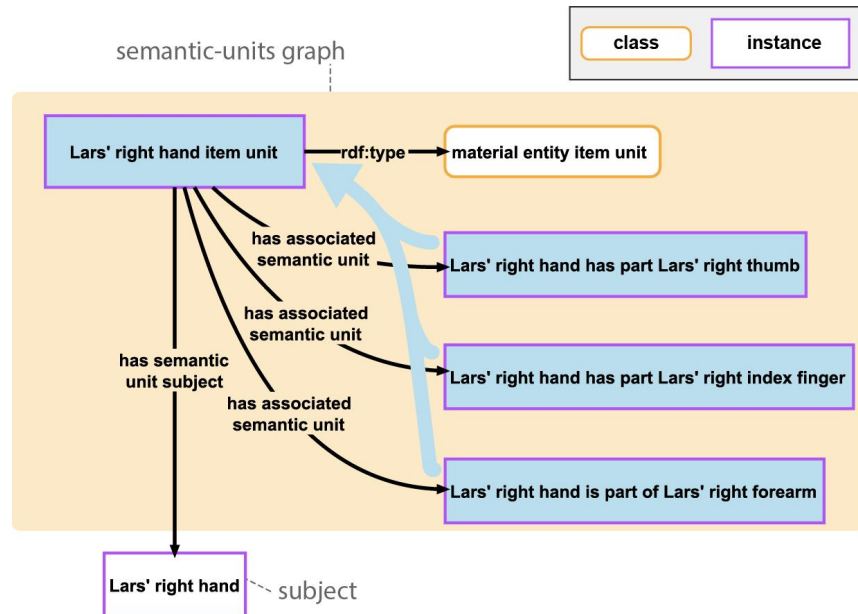 class
instance
semantic-units graph
Lars' right hand item unit
rdf:type
material entity item unit
has associated
semantic unit
Lars' right hand has part Lars' right thumb
has associated
semantic unit
has semantic
unit subject
Lars' right hand has part Lars' right index finger
has associated
semantic unit
Lars' right hand is part of Lars' right forearm
Lars' right hand
subject